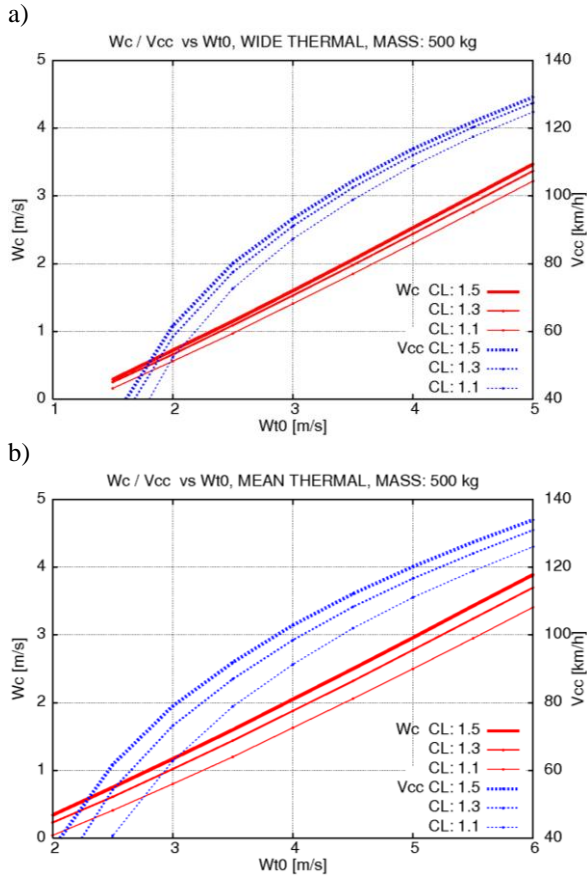 a)
Wc / Vcc vs Wt0, WIDE THERMAL, MASS: 500 kg
5 140
4 120
3 100
2 80
1 60
0 40
Wc [m/s]
Vcc [km/h]
Wc CL: 1.5
CL: 1.3
CL: 1.1
Vcc CL: 1.5
CL: 1.3
CL: 1.1
1 2 3 4 5
Wt0 [m/s]
b)
Wc / Vcc vs Wt0, MEAN THERMAL, MASS: 500 kg
5 140
4 120
3 100
2 80
1 60
0 40
Wc [m/s]
Vcc [km/h]
Wc CL: 1.5
CL: 1.3
CL: 1.1
Vcc CL: 1.5
CL: 1.3
CL: 1.1
2 3 4 5 6
Wt0 [m/s]